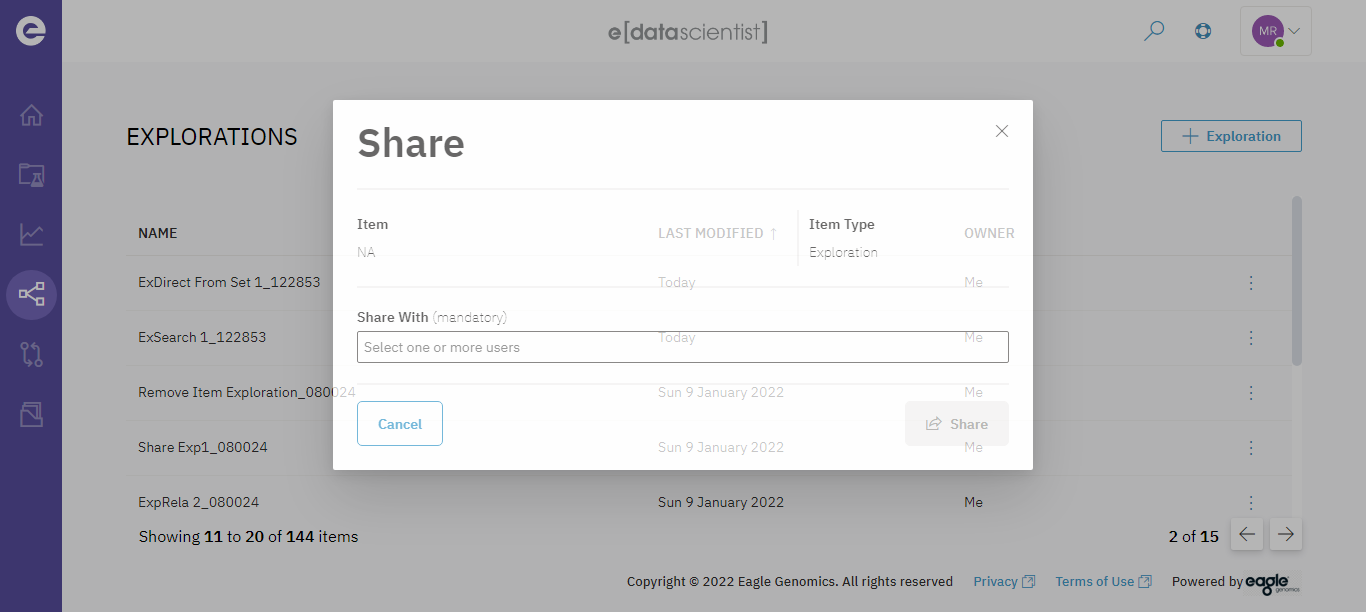 e[datascientist]
MR
EXPLORATIONS
Exploration
Share
Item
Item Type
NA
Exploration
NAME
LAST MODIFIED ↑
OWNER
ExDirect From Set 1_122853
Today
Me
Share With (mandatory)
Select one or more users
ExSearch 1_122853
Today
Me
Remove Item Exploration_080024
Sun 9 January 2022
Me
Cancel
Share
Share Exp1_080024
Sun 9 January 2022
Me
ExpRela 2_080024
Sun 9 January 2022
Me
Showing 11 to 20 of 144 items
2 of 15
Copyright © 2022 Eagle Genomics. All rights reserved
Privacy
Terms of Use
Powered by eagle genomics